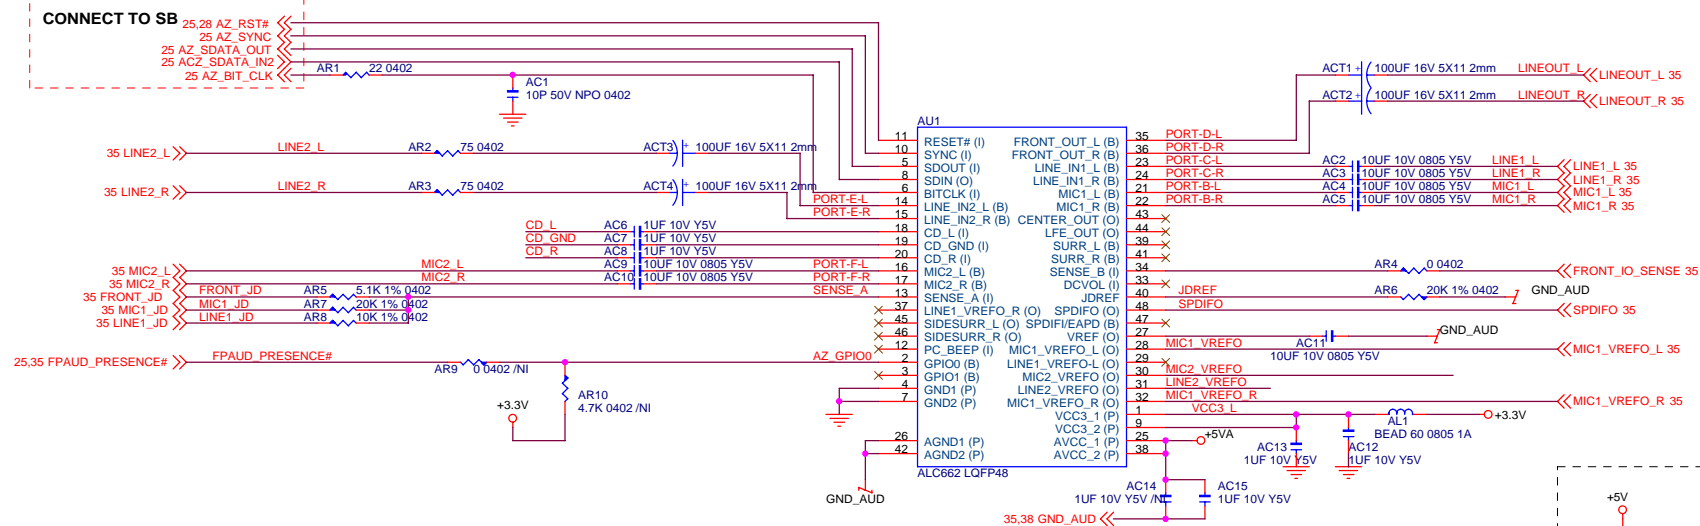 CONNECT TO SB
25,28 AZ_RST#
25 AZ_SYNC
25 AZ_SDATA_OUT
25 ACZ_SDATA_IN2
25 AZ_BIT_CLK
AR1 22 0402
AC1
10P 50V NPO 0402
ACT1 + 100UF 16V 5X11 2mm LINEOUT_L LINEOUT_L 35
ACT2 + 100UF 16V 5X11 2mm LINEOUT_R LINEOUT_R 35
35 LINE2_L LINE2_L AR2 75 0402 ACT3 + 100UF 16V 5X11 2mm
35 LINE2_R LINE2_R AR3 75 0402 ACT4 + 100UF 16V 5X11 2mm
PORT-E-L
PORT-E-R
CD_L AC6 1UF 10V Y5V
CD_GND AC7 1UF 10V Y5V
CD_R AC8 1UF 10V Y5V
35 MIC2_L MIC2_L AC9 10UF 10V 0805 Y5V PORT-F-L
35 MIC2_R MIC2_R AC10 10UF 10V 0805 Y5V PORT-F-R
35 FRONT_JD FRONT_JD AR5 5.1K 1% 0402 SENSE_A
35 MIC1_JD MIC1_JD AR7 20K 1% 0402
35 LINE1_JD LINE1_JD AR8 10K 1% 0402
25,35 FPAUD_PRESENCE# FPAUD_PRESENCE# AZ_GPIO0
AR9 0 0402 /NI
AR10
4.7K 0402 /NI
+3.3V
GND_AUD
AU1
11 RESET# (I) FRONT_OUT_L (B) 35
10 SYNC (I) FRONT_OUT_R (B) 36
5 SDOUT (I) LINE_IN1_L (B) 23
8 SDIN (O) LINE_IN1_R (B) 24
6 BITCLK (I) MIC1_L (B) 21
14 LINE_IN2_L (B) MIC1_R (B) 22
15 LINE_IN2_R (B) CENTER_OUT (O) 43
18 CD_L (I) LFE_OUT (O) 44
19 CD_GND (I) SURR_L (B) 39
20 CD_R (I) SURR_R (B) 41
16 MIC2_L (B) SENSE_B (I) 34
17 MIC2_R (B) DCVOL (I) 33
13 SENSE_A (I) JDREF 40
37 LINE1_VREFO_R (O) SPDIFO (O) 48
45 SIDESURR_L (O) SPDIFI/EAPD (B) 47
46 SIDESURR_R (O) VREF (O) 27
12 PC_BEEP (I) MIC1_VREFO_L (O) 28
2 GPIO0 (B) LINE1_VREFO-L (O) 29
3 GPIO1 (B) MIC2_VREFO (O) 30
4 GND1 (P) LINE2_VREFO (O) 31
7 GND2 (P) MIC1_VREFO_R (O) 32
VCC3_1 (P) 1
VCC3_2 (P) 9
26 AGND1 (P) AVCC_1 (P) 25
42 AGND2 (P) AVCC_2 (P) 38
ALC662 LQFP48
PORT-D-L
PORT-D-R
PORT-C-L AC2 10UF 10V 0805 Y5V LINE1_L LINE1_L 35
PORT-C-R AC3 10UF 10V 0805 Y5V LINE1_R LINE1_R 35
PORT-B-L AC4 10UF 10V 0805 Y5V MIC1_L MIC1_L 35
PORT-B-R AC5 10UF 10V 0805 Y5V MIC1_R MIC1_R 35
AR4 0 0402 FRONT_IO_SENSE 35
JDREF AR6 20K 1% 0402 GND_AUD
SPDIFO SPDIFO 35
GND_AUD
AC11
10UF 10V 0805 Y5V
MIC1_VREFO MIC1_VREFO_L 35
MIC2_VREFO
LINE2_VREFO
MIC1_VREFO_R MIC1_VREFO_R 35
VCC3_L +3.3V
AL1
BEAD 60 0805 1A
+5VA
AC13
1UF 10V Y5V
AC12
1UF 10V Y5V
AC14
1UF 10V Y5V /NI
AC15
1UF 10V Y5V
35,38 GND_AUD
+5V